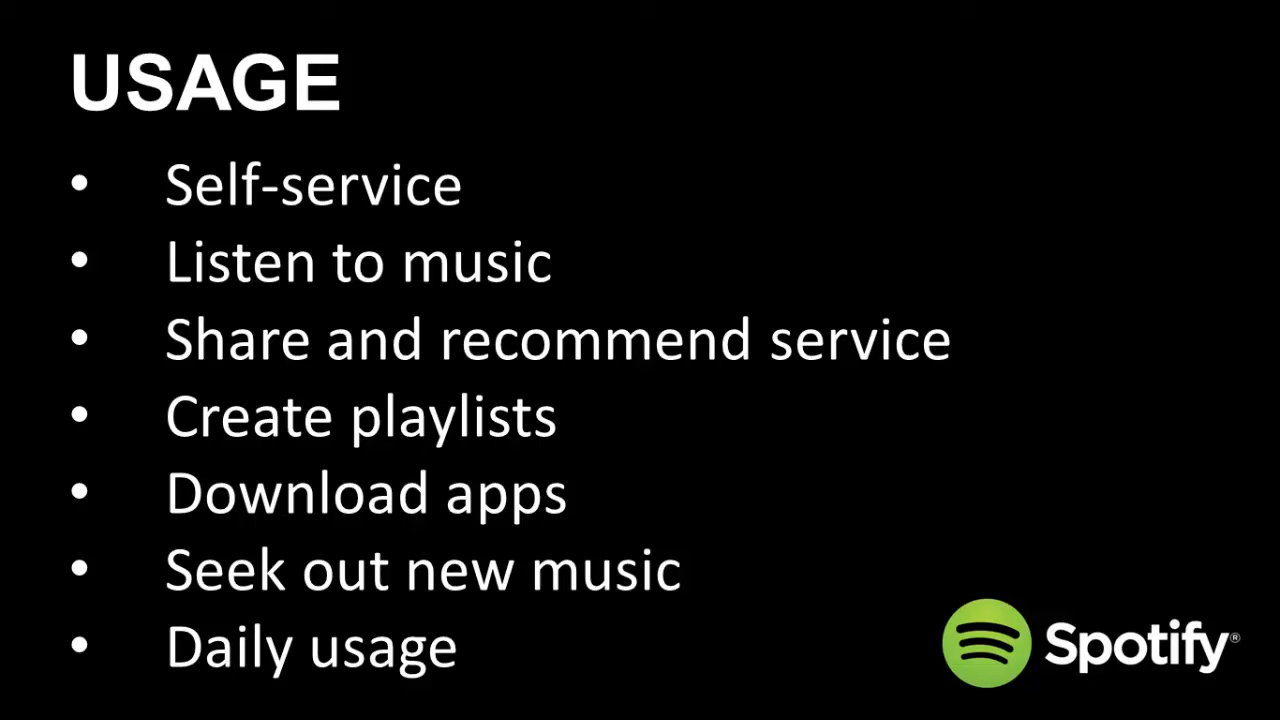 USAGE
• Self-service
• Listen to music
• Share and recommend service
• Create playlists
• Download apps
• Seek out new music
• Daily usage
Spotify®